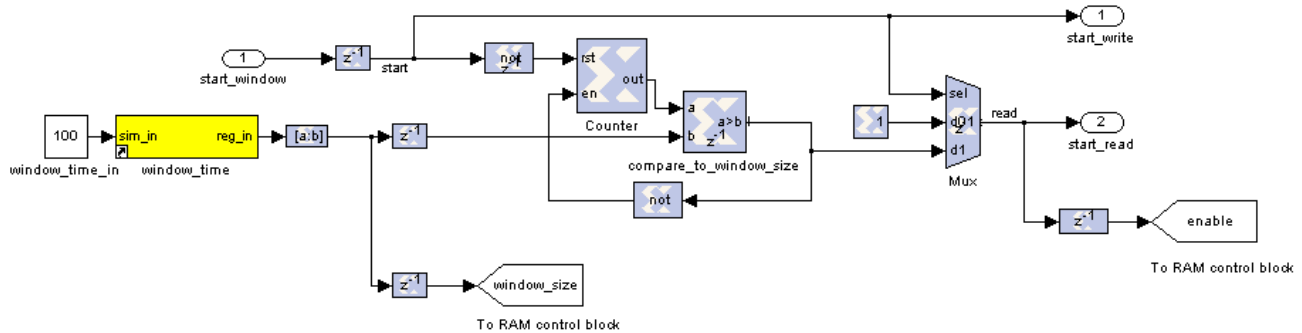 1
start_write
1
start_window
z-1
start
not
z-1
rst
en
out
Counter
a
b
a>b
z-1
compare_to_window_size
sel
d0
d1
1
z-1
Mux
read
2
start_read
100
window_time_in
sim_in
reg_in
window_time
[a:b]
z-1
not
z-1
enable
To RAM control block
z-1
window_size
To RAM control block